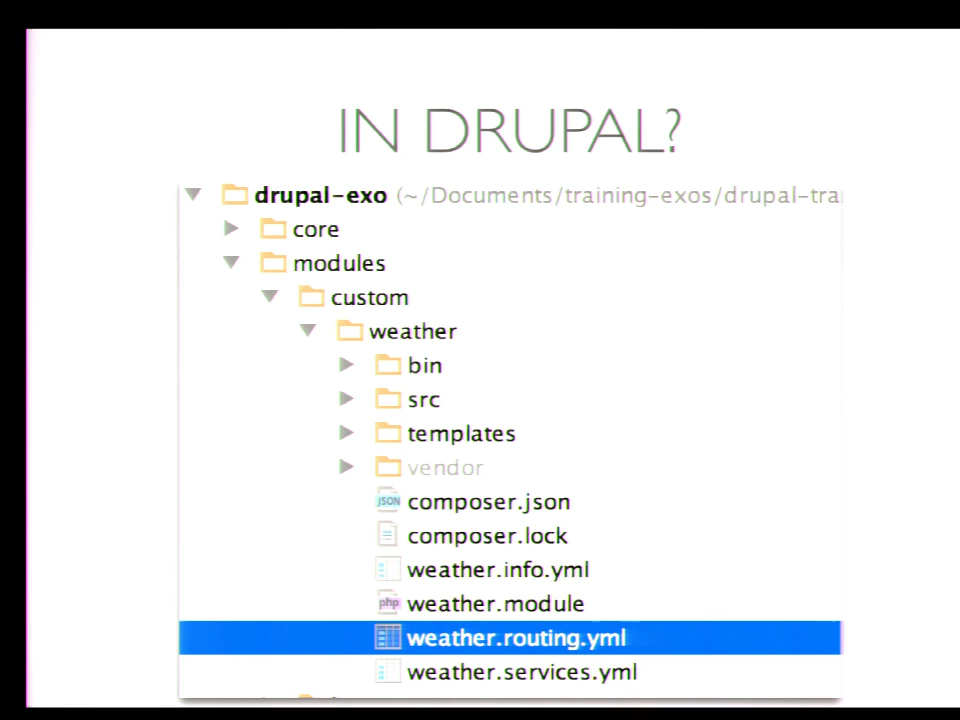 IN DRUPAL?
drupal-exo (~/Documents/training-exos/drupal-tra
core
modules
custom
weather
bin
src
templates
vendor
JSON composer.json
composer.lock
weather.info.yml
php weather.module
weather.routing.yml
weather.services.yml